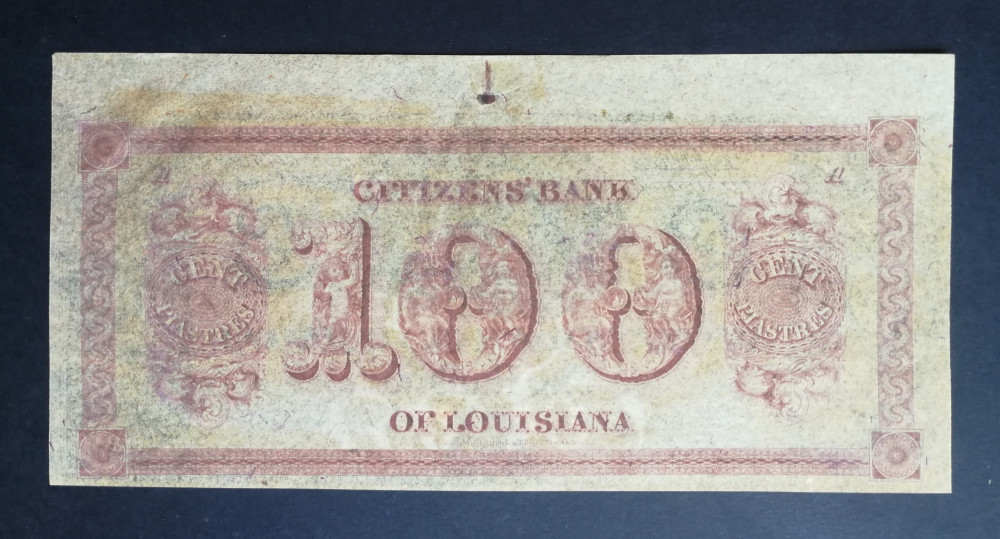 A A
CITIZENS' BANK
100
CENT
PIASTRES
CENT
PIASTRES
OF LOUISIANA